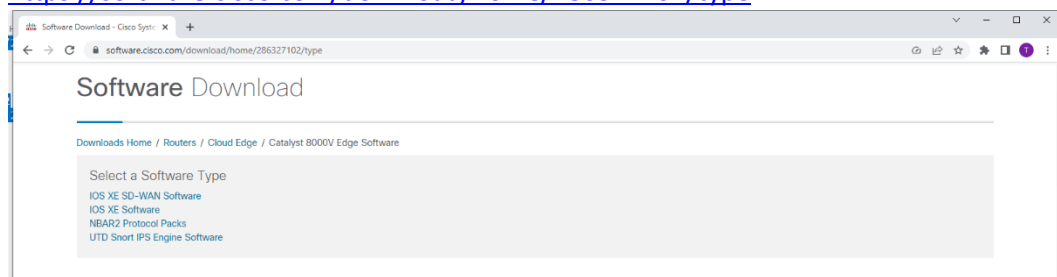 Software Download - Cisco Syste
software.cisco.com/download/home/286327102/type
T
Software Download
Downloads Home / Routers / Cloud Edge / Catalyst 8000V Edge Software
Select a Software Type
IOS XE SD-WAN Software
IOS XE Software
NBAR2 Protocol Packs
UTD Snort IPS Engine Software